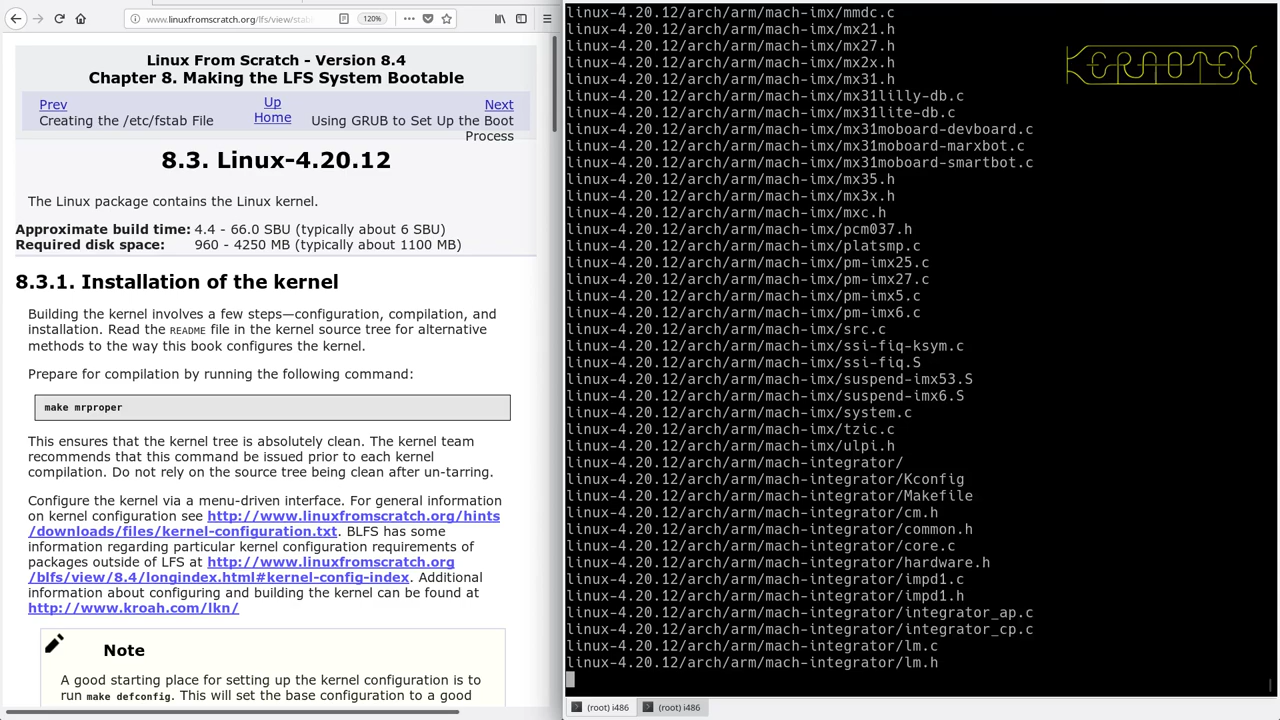 www.linuxfromscratch.org/lfs/view/stab
120%
Linux From Scratch - Version 8.4
Chapter 8. Making the LFS System Bootable
Prev
Creating the /etc/fstab File
Up
Home
Next
Using GRUB to Set Up the Boot
Process
8.3. Linux-4.20.12
The Linux package contains the Linux kernel.
Approximate build time: 4.4 - 66.0 SBU (typically about 6 SBU)
Required disk space: 960 - 4250 MB (typically about 1100 MB)
8.3.1. Installation of the kernel
Building the kernel involves a few steps—configuration, compilation, and
installation. Read the README file in the kernel source tree for alternative
methods to the way this book configures the kernel.
Prepare for compilation by running the following command:
make mrproper
This ensures that the kernel tree is absolutely clean. The kernel team
recommends that this command be issued prior to each kernel
compilation. Do not rely on the source tree being clean after un-tarring.
Configure the kernel via a menu-driven interface. For general information
on kernel configuration see http://www.linuxfromscratch.org/hints
/downloads/files/kernel-configuration.txt. BLFS has some
information regarding particular kernel configuration requirements of
packages outside of LFS at http://www.linuxfromscratch.org
/blfs/view/8.4/longindex.html#kernel-config-index. Additional
information about configuring and building the kernel can be found at
http://www.kroah.com/lkn/
Note
A good starting place for setting up the kernel configuration is to
run make defconfig. This will set the base configuration to a good
linux-4.20.12/arch/arm/mach-imx/mmdc.c
linux-4.20.12/arch/arm/mach-imx/mx21.h
linux-4.20.12/arch/arm/mach-imx/mx27.h
linux-4.20.12/arch/arm/mach-imx/mx2x.h
linux-4.20.12/arch/arm/mach-imx/mx31.h
linux-4.20.12/arch/arm/mach-imx/mx31lilly-db.c
linux-4.20.12/arch/arm/mach-imx/mx31lite-db.c
linux-4.20.12/arch/arm/mach-imx/mx31moboard-devboard.c
linux-4.20.12/arch/arm/mach-imx/mx31moboard-marxbot.c
linux-4.20.12/arch/arm/mach-imx/mx31moboard-smartbot.c
linux-4.20.12/arch/arm/mach-imx/mx35.h
linux-4.20.12/arch/arm/mach-imx/mx3x.h
linux-4.20.12/arch/arm/mach-imx/mxc.h
linux-4.20.12/arch/arm/mach-imx/pcm037.h
linux-4.20.12/arch/arm/mach-imx/platsmp.c
linux-4.20.12/arch/arm/mach-imx/pm-imx25.c
linux-4.20.12/arch/arm/mach-imx/pm-imx27.c
linux-4.20.12/arch/arm/mach-imx/pm-imx5.c
linux-4.20.12/arch/arm/mach-imx/pm-imx6.c
linux-4.20.12/arch/arm/mach-imx/src.c
linux-4.20.12/arch/arm/mach-imx/ssi-fiq-ksym.c
linux-4.20.12/arch/arm/mach-imx/ssi-fiq.S
linux-4.20.12/arch/arm/mach-imx/suspend-imx53.S
linux-4.20.12/arch/arm/mach-imx/suspend-imx6.S
linux-4.20.12/arch/arm/mach-imx/system.c
linux-4.20.12/arch/arm/mach-imx/tzic.c
linux-4.20.12/arch/arm/mach-imx/ulpi.h
linux-4.20.12/arch/arm/mach-integrator/
linux-4.20.12/arch/arm/mach-integrator/Kconfig
linux-4.20.12/arch/arm/mach-integrator/Makefile
linux-4.20.12/arch/arm/mach-integrator/cm.h
linux-4.20.12/arch/arm/mach-integrator/common.h
linux-4.20.12/arch/arm/mach-integrator/core.c
linux-4.20.12/arch/arm/mach-integrator/hardware.h
linux-4.20.12/arch/arm/mach-integrator/impd1.c
linux-4.20.12/arch/arm/mach-integrator/impd1.h
linux-4.20.12/arch/arm/mach-integrator/integrator_ap.c
linux-4.20.12/arch/arm/mach-integrator/integrator_cp.c
linux-4.20.12/arch/arm/mach-integrator/lm.c
linux-4.20.12/arch/arm/mach-integrator/lm.h
(root) i486
(root) i486